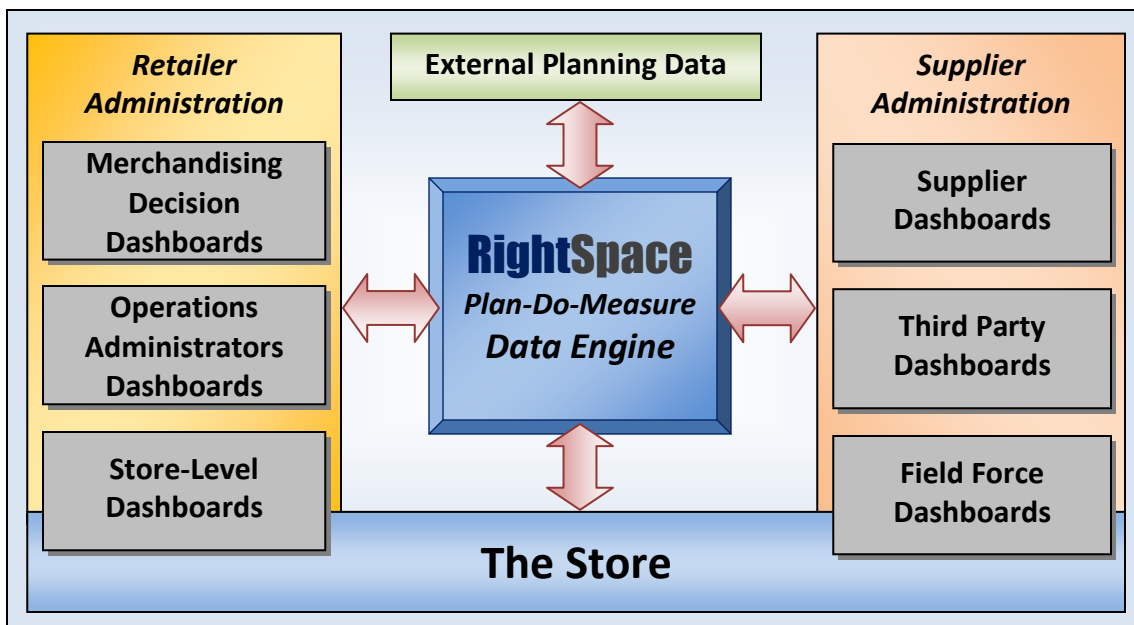 Retailer
Administration
Merchandising
Decision
Dashboards
Operations
Administrators
Dashboards
Store-Level
Dashboards
External Planning Data
RightSpace
Plan-Do-Measure
Data Engine
Supplier
Administration
Supplier
Dashboards
Third Party
Dashboards
Field Force
Dashboards
The Store